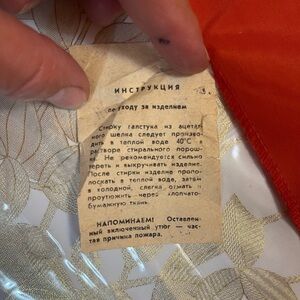 ИНСТРУКЦИЯ
по уходу за изделием
Стирку галстука из ацетат-
ного шелка следует произво-
дить в теплой воде 40°С в
растворе стирального порош-
ка. Не рекомендуется сильно
тереть и выкручивать изделие.
После стирки изделие пропо-
лоскать в теплой воде, затем
в холодной, слегка отжать и
проутюжить через хлопчато-
бумажную ткань.
НАПОМИНАЕМ! Оставлен-
ный включенный утюг — час-
тая причина пожара.